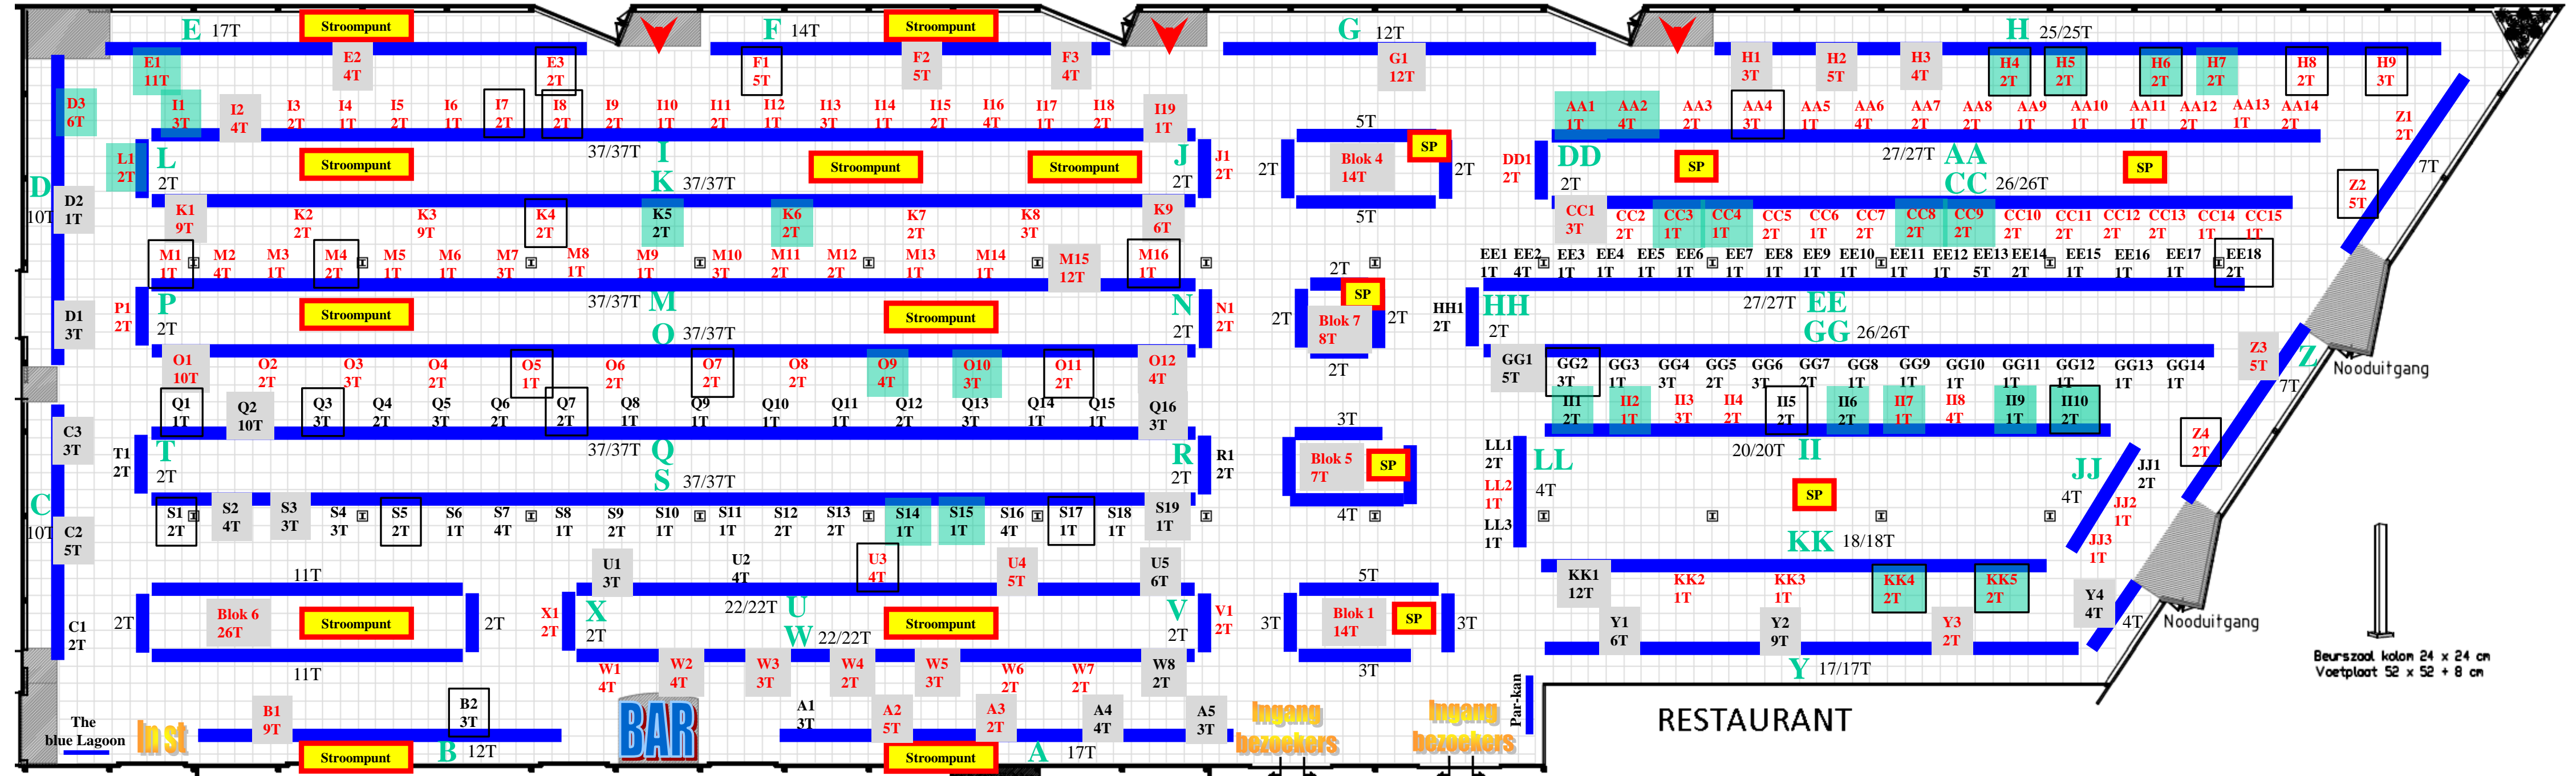 E 17T Stroompunt F 14T Stroompunt G 12T H 25/25T
E1 E2 E3 F1 F2 F3 G1 H1 H2 H3 H4 H5 H6 H7 H8 H9
11T 4T 2T 5T 5T 4T 12T 3T 5T 4T 2T 2T 2T 2T 2T 3T
D3 I1 I2 I3 I4 I5 I6 I7 I8 I9 I10 I11 I12 I13 I14 I15 I16 I17 I18 I19 AA1 AA2 AA3 AA4 AA5 AA6 AA7 AA8 AA9 AA10 AA11 AA12 AA13 AA14 Z1
6T 3T 4T 2T 1T 2T 1T 2T 2T 2T 1T 2T 1T 3T 1T 2T 4T 1T 2T 1T 1T 4T 2T 3T 1T 4T 2T 2T 1T 1T 1T 2T 1T 2T 2T
5T SP
L1 L 37/37T I J J1 Blok 4 DD1 DD 27/27T AA
2T 2T Stroompunt Stroompunt Stroompunt 2T 2T 2T 14T 2T 2T 2T SP SP 7T
D K 37/37T CC 26/26T
10T 5T
D2 K1 K2 K3 K4 K5 K6 K7 K8 K9 CC1 CC2 CC3 CC4 CC5 CC6 CC7 CC8 CC9 CC10 CC11 CC12 CC13 CC14 CC15 Z2
1T 9T 2T 9T 2T 2T 2T 2T 3T 6T 3T 2T 1T 1T 2T 1T 2T 2T 2T 2T 2T 2T 2T 1T 1T 5T
M1 M2 M3 M4 M5 M6 M7 M8 M9 M10 M11 M12 M13 M14 M15 M16 EE1 EE2 EE3 EE4 EE5 EE6 EE7 EE8 EE9 EE10 EE11 EE12 EE13 EE14 EE15 EE16 EE17 EE18
1T 4T 1T 2T 1T 1T 3T 1T 1T 3T 2T 2T 1T 1T 12T 1T 1T 4T 1T 1T 1T 1T 1T 1T 1T 1T 1T 1T 5T 2T 1T 1T 1T 2T
2T SP
D1 P1 P 37/37T M N N1 Blok 7 HH1 HH 27/27T EE
3T 2T 2T Stroompunt Stroompunt 2T 2T 2T 8T 2T 2T 2T
O 37/37T GG 26/26T
2T
O1 O2 O3 O4 O5 O6 O7 O8 O9 O10 O11 O12 GG1 GG2 GG3 GG4 GG5 GG6 GG7 GG8 GG9 GG10 GG11 GG12 GG13 GG14 Z3 Z Nooduitgang
10T 2T 3T 2T 1T 2T 2T 2T 4T 3T 2T 4T 5T 3T 1T 3T 2T 3T 2T 1T 1T 1T 1T 1T 1T 1T 5T 7T
C3 Q1 Q2 Q3 Q4 Q5 Q6 Q7 Q8 Q9 Q10 Q11 Q12 Q13 Q14 Q15 Q16 II1 II2 II3 II4 II5 II6 II7 II8 II9 II10 Z4
3T 1T 10T 3T 2T 3T 2T 2T 1T 1T 1T 1T 2T 3T 1T 1T 3T 2T 1T 3T 2T 2T 2T 1T 4T 1T 2T 2T
3T
T1 T 37/37T Q R R1 Blok 5 SP LL1 LL 20/20T II JJ JJ1
2T 2T 2T 2T 7T 2T 2T
S 37/37T LL2 4T SP 4T JJ2
4T 1T 1T
C S1 S2 S3 S4 S5 S6 S7 S8 S9 S10 S11 S12 S13 S14 S15 S16 S17 S18 S19 LL3 JJ3
10T 2T 4T 3T 3T 2T 1T 4T 1T 2T 1T 1T 2T 2T 1T 1T 4T 1T 1T 1T 1T 1T
C2 U1 U2 U3 U4 U5 KK 18/18T
5T 3T 4T 4T 5T 6T
11T 5T KK1 KK2 KK3 KK4 KK5 Y4
12T 1T 1T 2T 2T 4T
C1 2T Blok 6 Stroompunt 2T X1 X 22/22T U Stroompunt V V1 3T Blok 1 SP 3T Y1 Y2 Y3 4T Nooduitgang
2T 26T 2T 2T W 22/22T 2T 2T 14T 6T 9T 2T
11T 3T Y 17/17T
W1 W2 W3 W4 W5 W6 W7 W8
4T 4T 3T 2T 3T 2T 2T 2T
Beurszaal kolom 24 x 24 cm
Voetplaat 52 x 52 + 8 cm
The B1 B2 A1 A2 A3 A4 A5
blue Lagoon 9T 3T 3T 5T 2T 4T 3T
In st BAR Ingang bezoekers Ingang bezoekers Par-kan RESTAURANT
Stroompunt B 12T Stroompunt A 17T